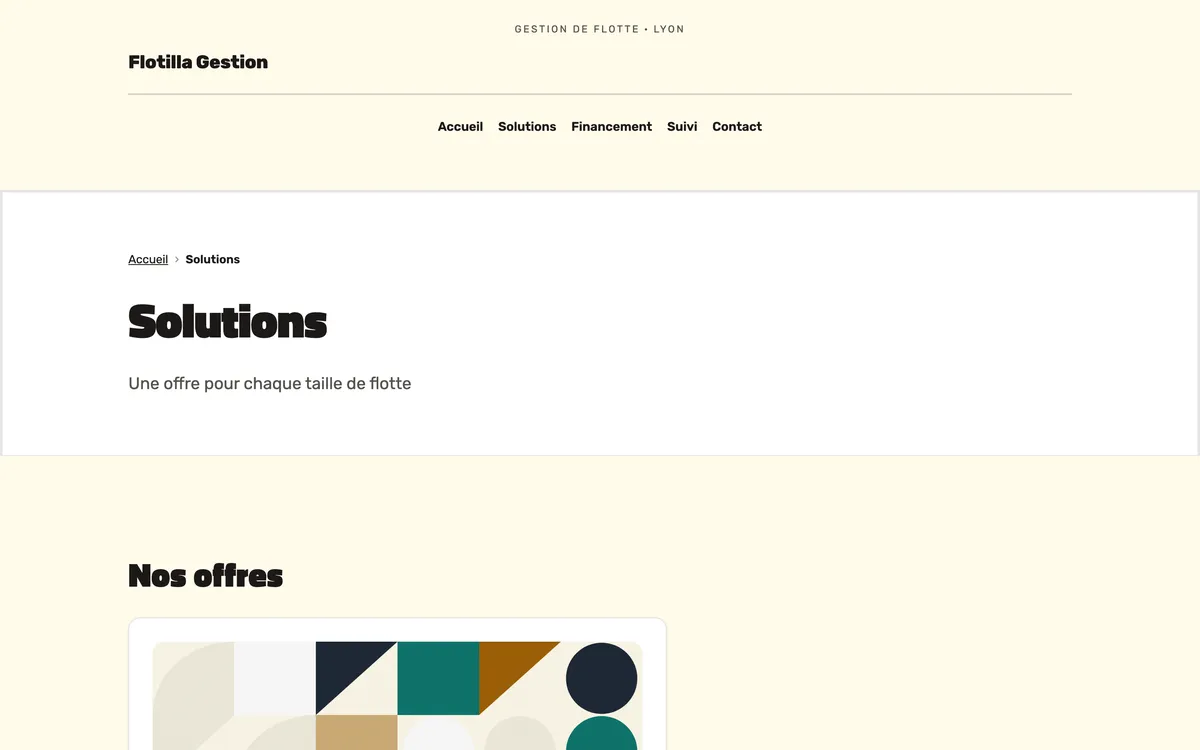 GESTION DE FLOTTE • LYON
Flotilla Gestion
Accueil Solutions Financement Suivi Contact
Accueil › Solutions
Solutions
Une offre pour chaque taille de flotte
Nos offres